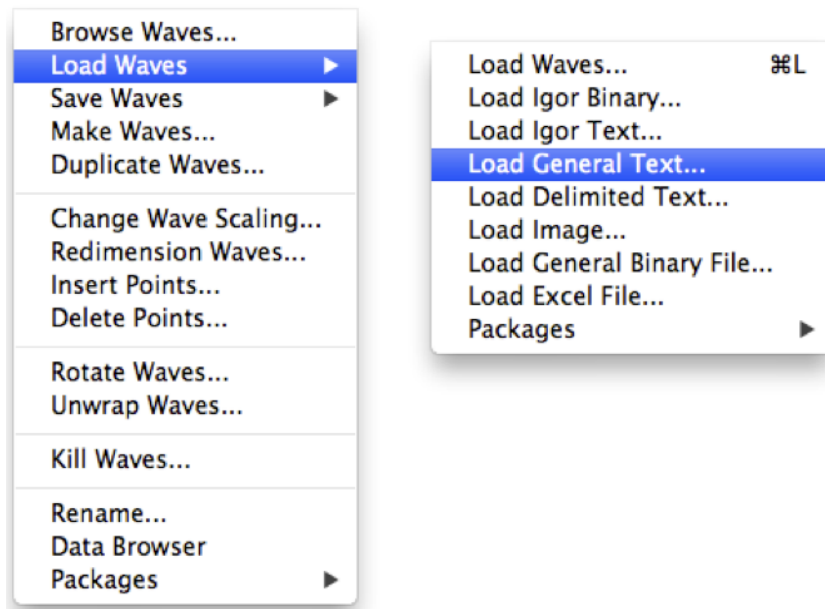 Browse Waves...
Load Waves
Save Waves
Make Waves...
Duplicate Waves...
Change Wave Scaling...
Redimension Waves...
Insert Points...
Delete Points...
Rotate Waves...
Unwrap Waves...
Kill Waves...
Rename...
Data Browser
Packages
Load Waves... ⌘L
Load Igor Binary...
Load Igor Text...
Load General Text...
Load Delimited Text...
Load Image...
Load General Binary File...
Load Excel File...
Packages